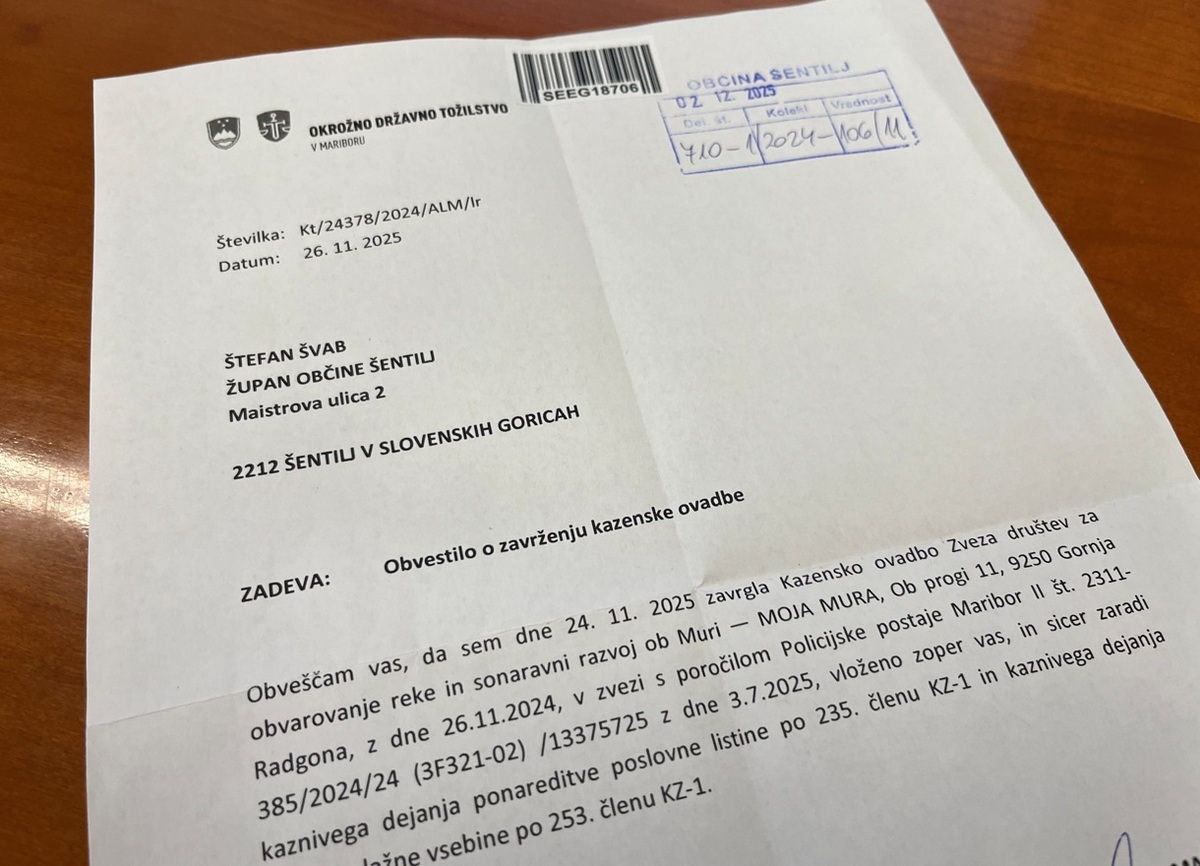 SEEG18706
OKROŽNO DRŽAVNO TOŽILSTVO
V MARIBORU
OBČINA ŠENTILJ
02. 12. 2025
Del. št. Kolekl Vrednost
710-1 2024- 106/11
Številka: Kt/24378/2024/ALM/lr
Datum: 26. 11. 2025
ŠTEFAN ŠVAB
ŽUPAN OBČINE ŠENTILJ
Maistrova ulica 2
2212 ŠENTILJ V SLOVENSKIH GORICAH
ZADEVA: Obvestilo o zavrženju kazenske ovadbe
Obveščam vas, da sem dne 24. 11. 2025 zavrgla Kazensko ovadbo Zveza društev za
obvarovanje reke in sonaravni razvoj ob Muri — MOJA MURA, Ob progi 11, 9250 Gornja
Radgona, z dne 26.11.2024, v zvezi s poročilom Policijske postaje Maribor II št. 2311-
385/2024/24 (3F321-02) /13375725 z dne 3.7.2025, vloženo zoper vas, in sicer zaradi
kaznivega dejanja ponareditve poslovne listine po 235. členu KZ-1 in kaznivega dejanja
vsebine po 253. členu KZ-1.